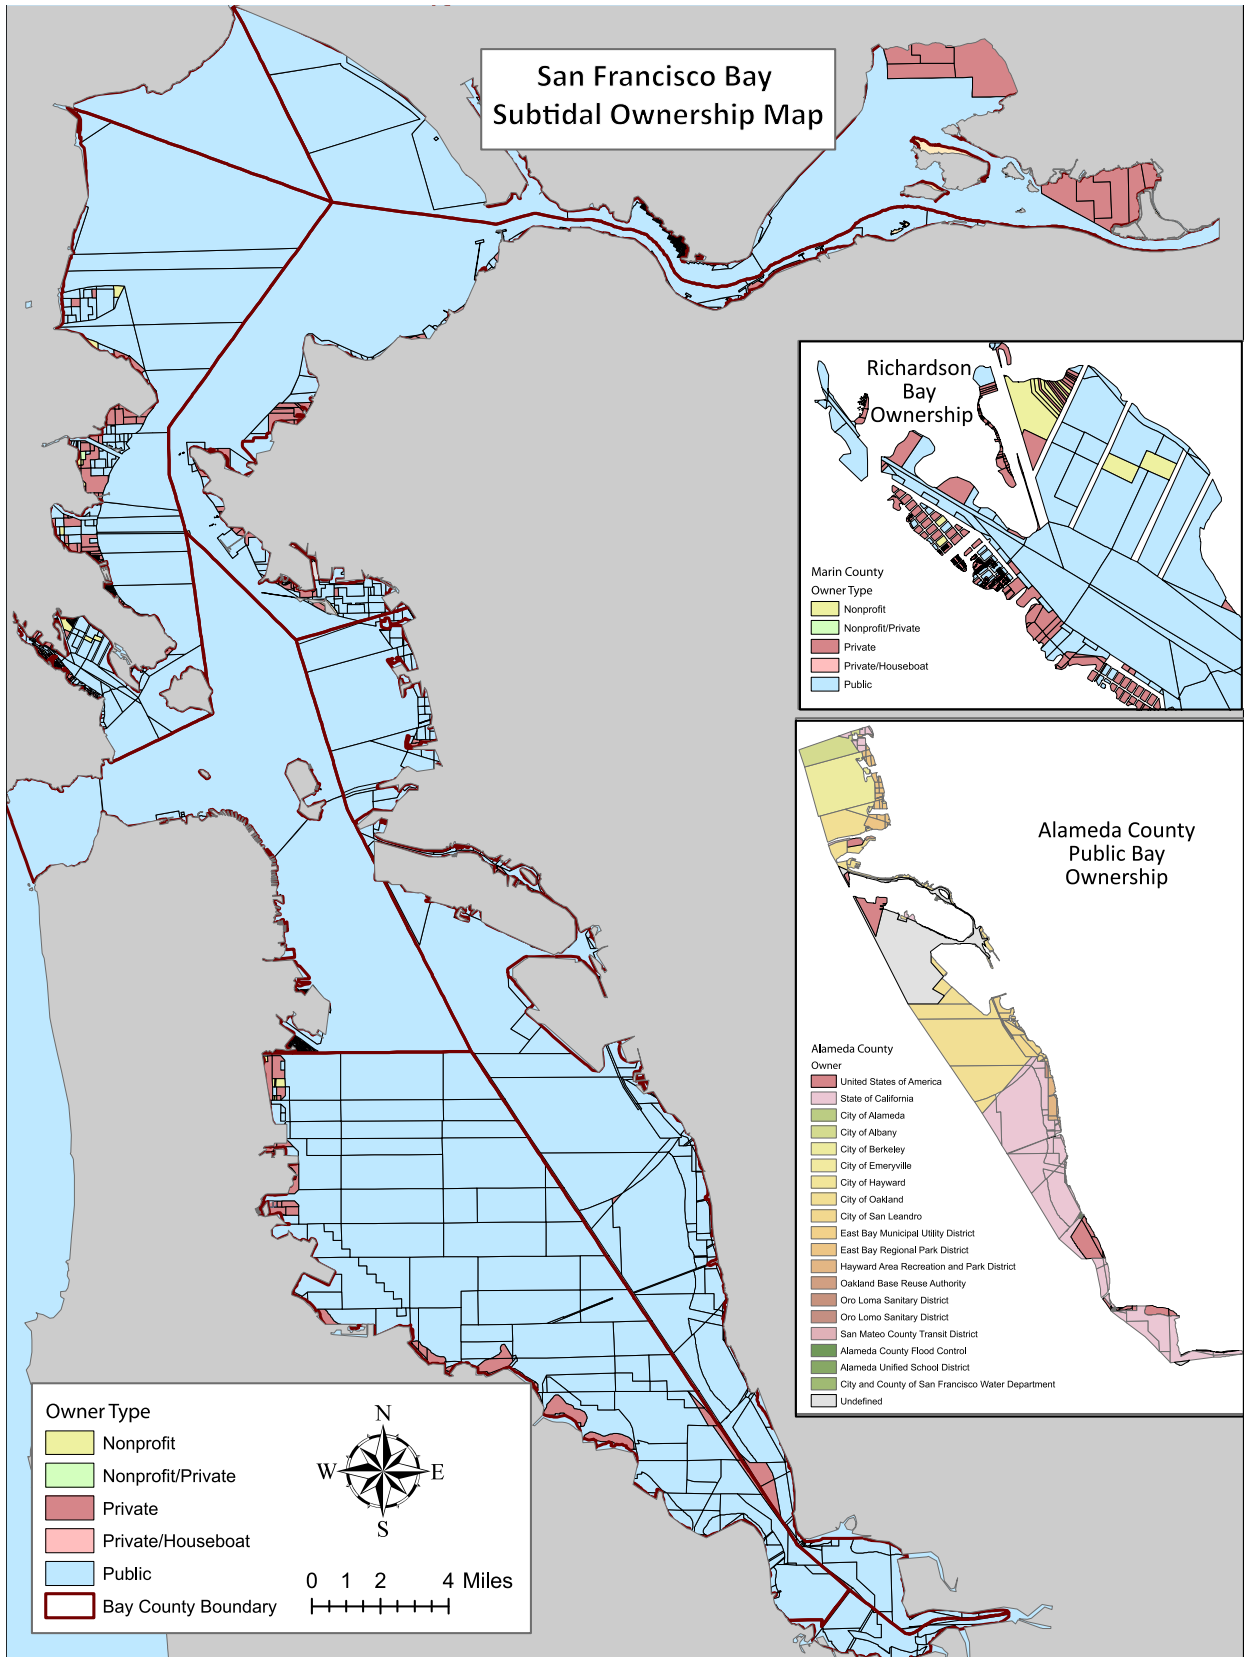 San Francisco Bay
Subtidal Ownership Map
Richardson
Bay
Ownership
Marin County
Owner Type
Nonprofit
Nonprofit/Private
Private
Private/Houseboat
Public
Alameda County
Public Bay
Ownership
Alameda County
Owner
United States of America
State of California
City of Alameda
City of Albany
City of Berkeley
City of Emeryville
City of Hayward
City of Oakland
City of San Leandro
East Bay Municipal Utility District
East Bay Regional Park District
Hayward Area Recreation and Park District
Oakland Base Reuse Authority
Oro Loma Sanitary District
Oro Lomo Sanitary District
San Mateo County Transit District
Alameda County Flood Control
Alameda Unified School District
City and County of San Francisco Water Department
Undefined
Owner Type
Nonprofit
Nonprofit/Private
Private
Private/Houseboat
Public
Bay County Boundary
N
W E
S
0 1 2 4 Miles